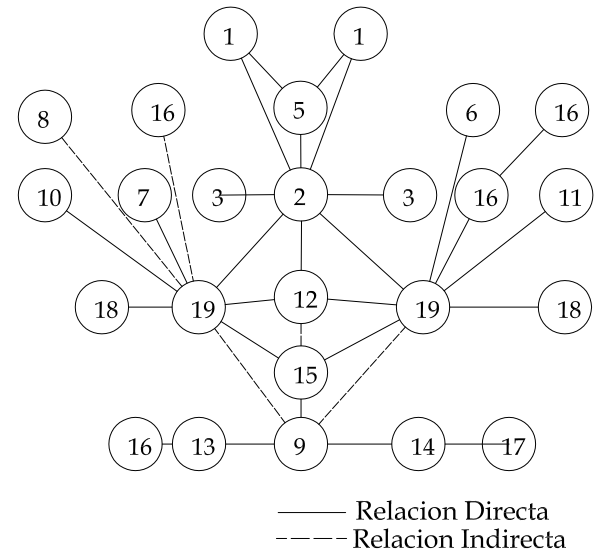 1 1
5
8 16 6 16
10 7 3 2 3 16 11
18 19 12 19 18
15
16 13 9 14 17
Relacion Directa
Relacion Indirecta